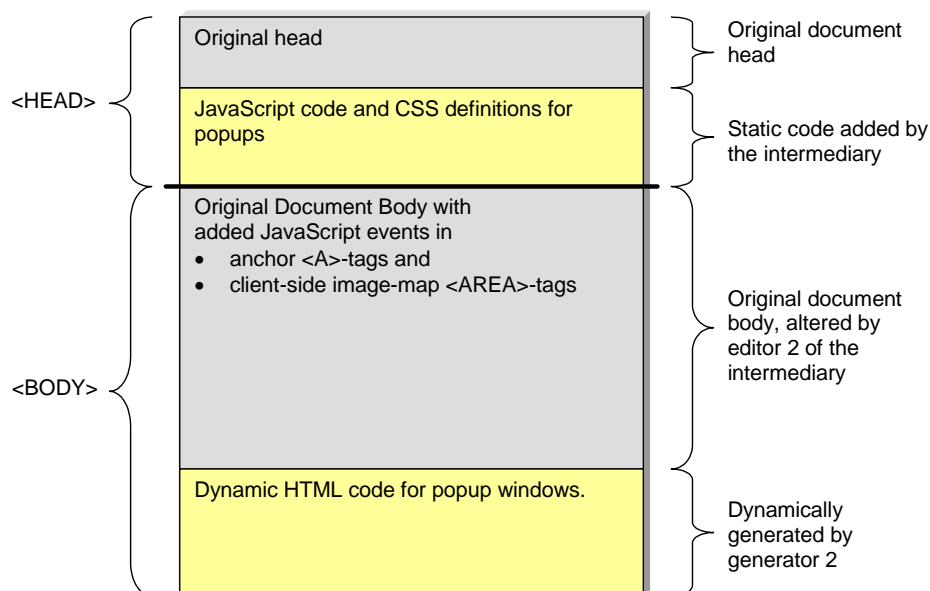 Original head
Original document
head
<HEAD>
JavaScript code and CSS definitions for
popups
Static code added by
the intermediary
Original Document Body with
added JavaScript events in
• anchor <A>-tags and
• client-side image-map <AREA>-tags
Original document
body, altered by
editor 2 of the
intermediary
<BODY>
Dynamic HTML code for popup windows.
Dynamically
generated by
generator 2